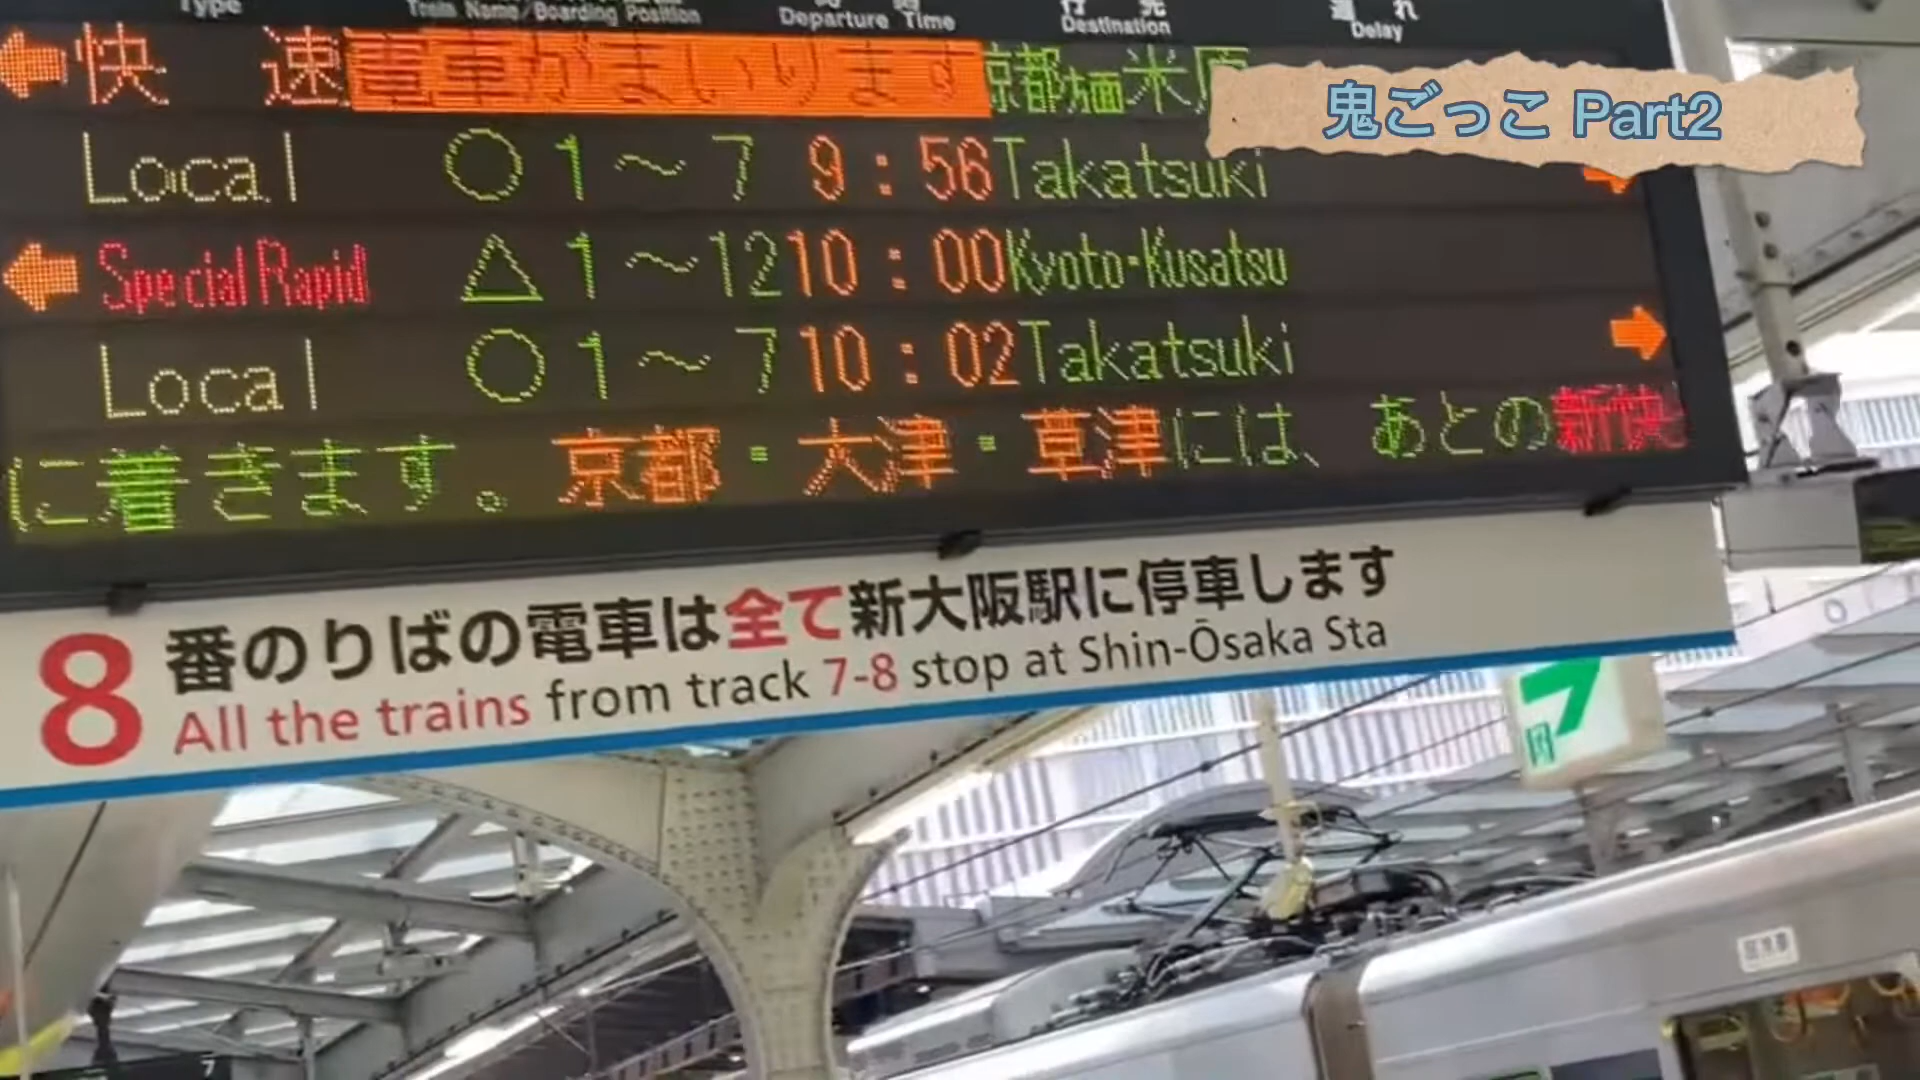 Type Train Name/Boarding Position Departure Time 行先 Destination 遅れ Delay
快 速 電車がまいります 京都方面米原
鬼ごっこ Part2
Local ○ 1～7 9:56 Takatsuki
Special Rapid △ 1～12 10:00 Kyoto·Kusatsu
Local ○ 1～7 10:02 Takatsuki
に着きます。京都・大津・草津には、あとの新快
8 番のりばの電車は全て新大阪駅に停車します
All the trains from track 7-8 stop at Shin-Ōsaka Sta
7